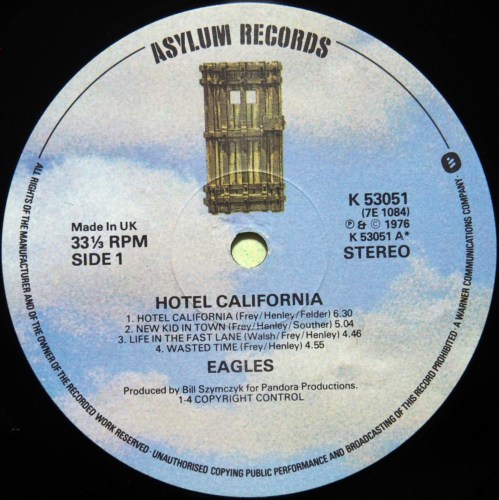 ASYLUM RECORDS
Made In UK
33⅓ RPM
SIDE 1
K 53051
(7E 1084)
℗ & © 1976
K 53051 A*
STEREO
HOTEL CALIFORNIA
1. HOTEL CALIFORNIA (Frey/Henley/Felder) 6.30
2. NEW KID IN TOWN (Frey/Henley/Souther) 5.04
3. LIFE IN THE FAST LANE (Walsh/Frey/Henley) 4.46
4. WASTED TIME (Frey/Henley) 4.55
EAGLES
Produced by Bill Szymczyk for Pandora Productions.
1-4 COPYRIGHT CONTROL
ALL RIGHTS OF THE MANUFACTURER AND OF THE OWNER OF THE RECORDED WORK RESERVED · UNAUTHORISED COPYING PUBLIC PERFORMANCE AND BROADCASTING OF THIS RECORD PROHIBITED · A WARNER COMMUNICATIONS COMPANY ·